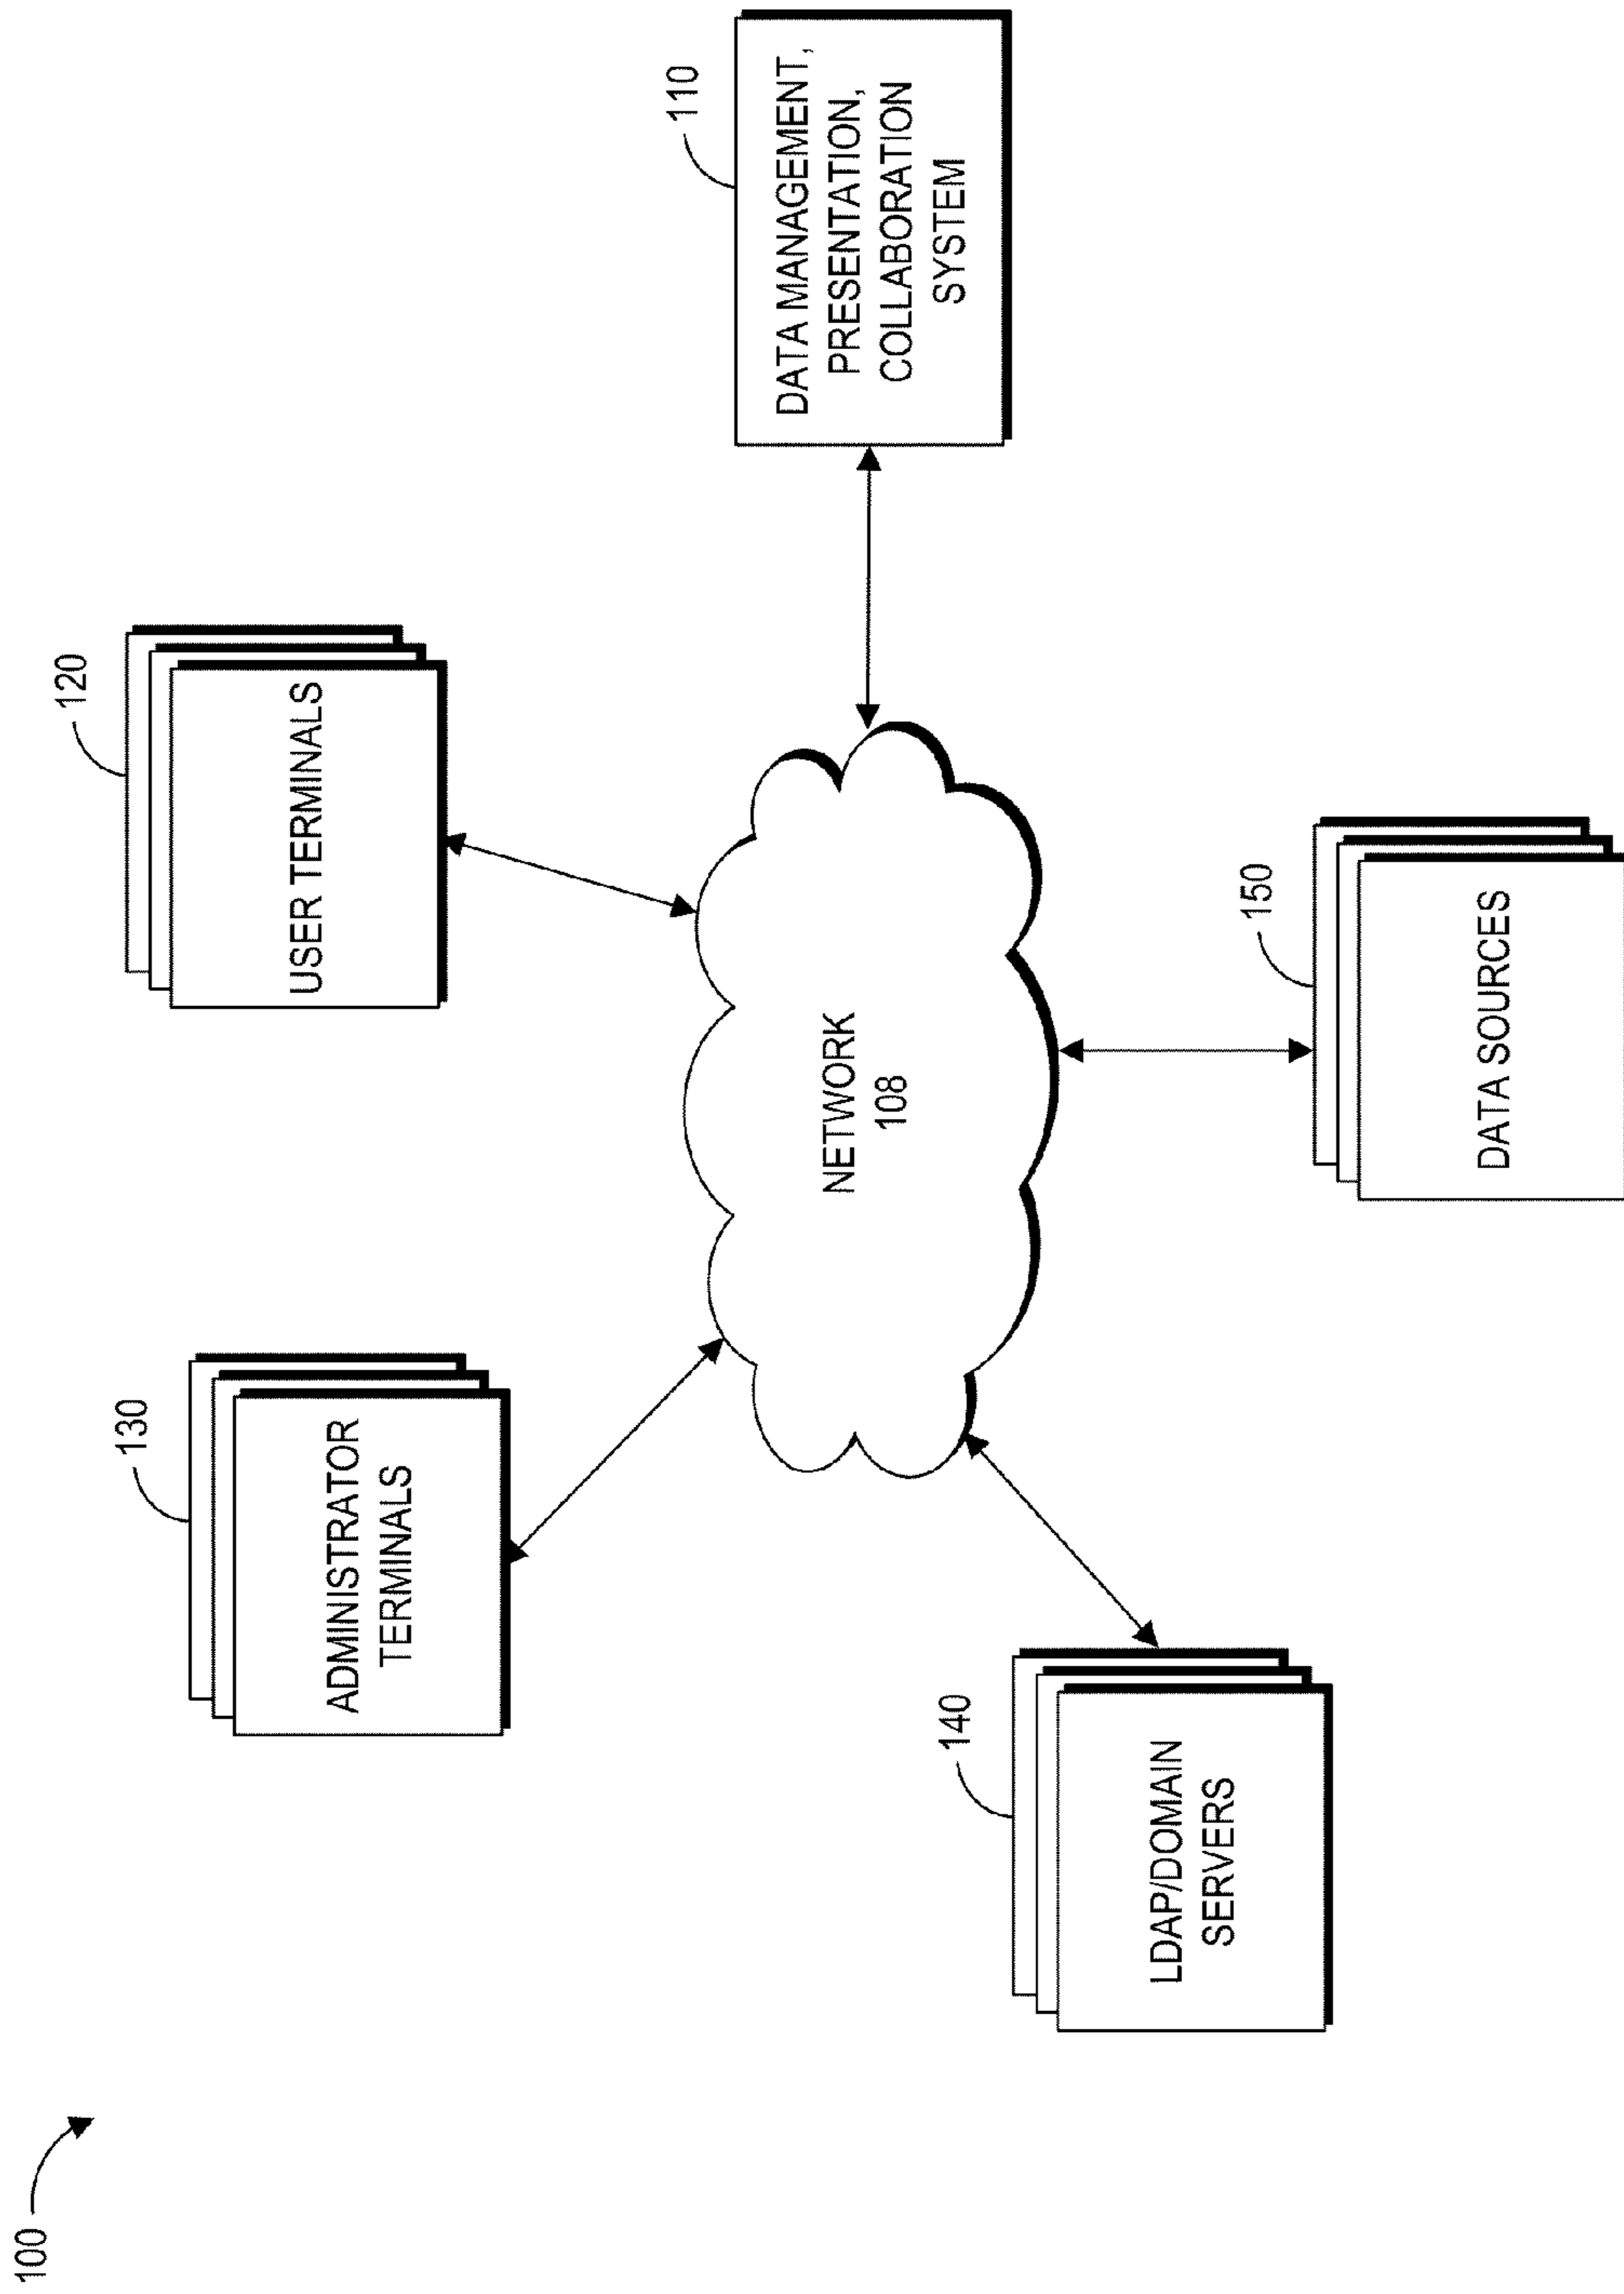 100
130
ADMINISTRATOR
TERMINALS
120
USER TERMINALS
110
DATA MANAGEMENT,
PRESENTATION,
COLLABORATION
SYSTEM
NETWORK
108
140
LDAP/DOMAIN
SERVERS
150
DATA SOURCES